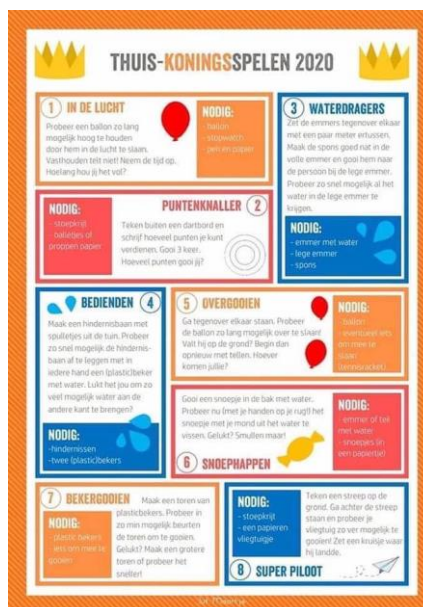 THUIS-KONINGSSPELEN 2020
1 IN DE LUCHT
Probeer een ballon zo lang
mogelijk hoog te houden
door hem in de lucht te slaan.
Vasthouden telt niet! Neem de tijd op.
Hoelang hou jij het vol?
NODIG:
- ballon
- stopwatch
- pen en papier
PUNTENKNALLER 2
NODIG:
- stoepkrijt
- balletjes of
proppen papier
Teken buiten een dartbord en
schrijf hoeveel punten je kunt
verdienen. Gooi 3 keer.
Hoeveel punten gooi jij?
3 WATERDRAGERS
Zet de emmers tegenover elkaar
met een paar meter ertussen.
Maak de spons goed nat in de
volle emmer en gooi hem naar
de persoon bij de lege emmer.
Probeer zo snel mogelijk al het
water in de lege emmer te
krijgen.
NODIG:
- emmer met water
- lege emmer
- spons
BEDIENDEN 4
Maak een hindernisbaan met
spulletjes uit de tuin. Probeer
zo snel mogelijk de hindernis-
baan af te leggen met in
iedere hand een (plastic)beker
met water. Lukt het jou om zo
veel mogelijk water aan de
andere kant te brengen?
NODIG:
-hindernissen
-twee (plastic)bekers
5 OVERGOOIEN
Ga tegenover elkaar staan. Probeer
de ballon zo lang mogelijk over te slaan!
Valt hij op de grond? Begin dan
opnieuw met tellen. Hoever
komen jullie?
NODIG:
- ballon
- eventueel iets
om mee te
slaan
(tennisracket)
Gooi een snoepje in de bak met water.
Probeer nu (met je handen op je rug!) het
snoepje met je mond uit het water te
vissen. Gelukt? Smullen maar!
6 SNOEPHAPPEN
NODIG:
- emmer of teil
met water
- snoepjes (in
een papiertje)
7 BEKERGOOIEN
Maak een toren van
plasticbekers. Probeer in
zo min mogelijk beurten
de toren om te gooien.
Gelukt? Maak een grotere
toren of probeer het
sneller!
NODIG:
- plastic bekers
- iets om mee te
gooien
NODIG:
- stoepkrijt
- een papieren
vliegtuigje
Teken een streep op de
grond. Ga achter de streep
staan en probeer je
vliegtuig zo ver mogelijk te
gooien! Zet een kruisje waar
hij landde.
8 SUPER PILOOT